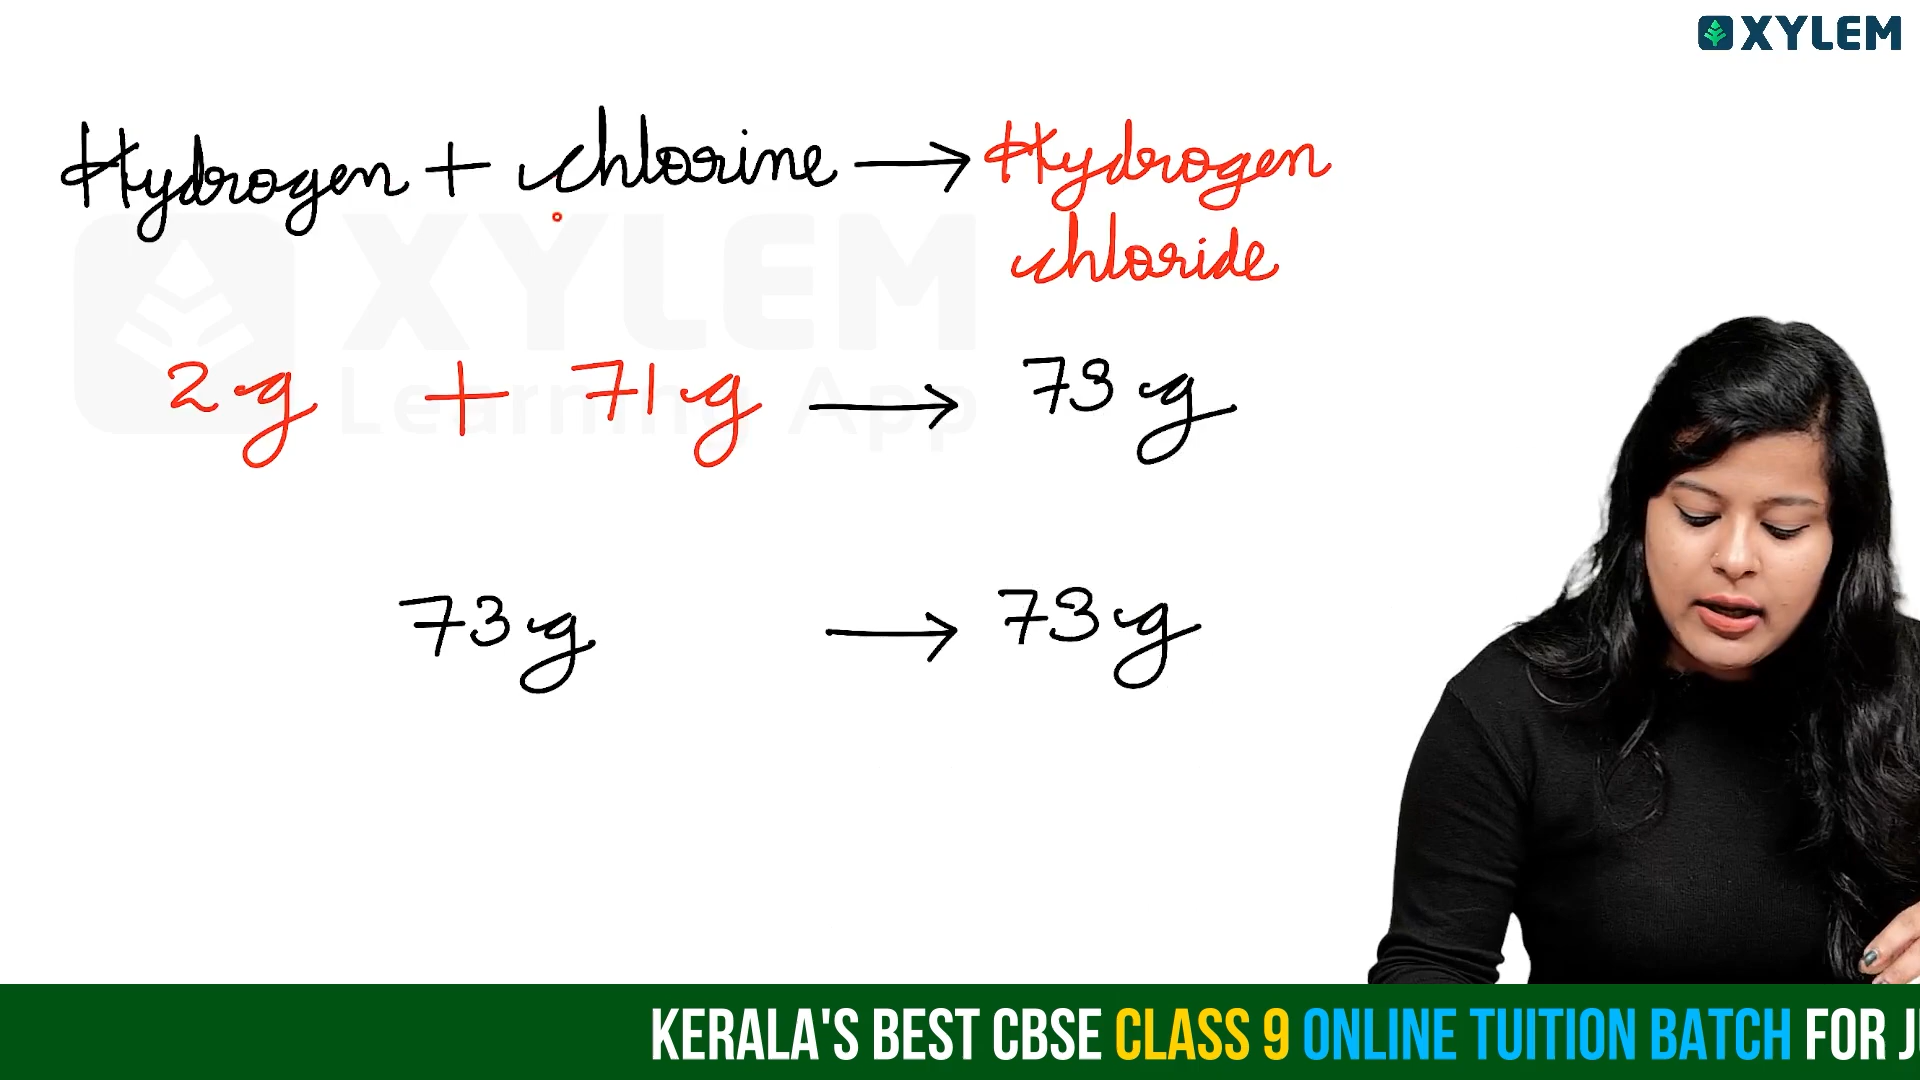 XYLEM
Hydrogen + chlorine → Hydrogen
chloride
XYLEM
Learning App
2g + 71g → 73g
73g → 73g
KERALA'S BEST CBSE CLASS 9 ONLINE TUITION BATCH FOR J